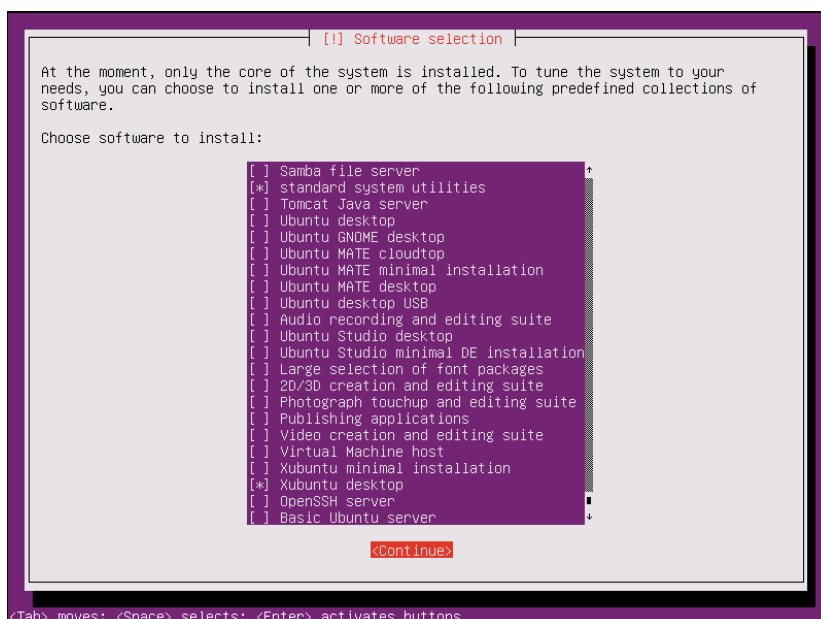 [!] Software selection
At the moment, only the core of the system is installed. To tune the system to your
needs, you can choose to install one or more of the following predefined collections of
software.
Choose software to install:
[ ] Samba file server
[*] standard system utilities
[ ] Tomcat Java server
[ ] Ubuntu desktop
[ ] Ubuntu GNOME desktop
[ ] Ubuntu MATE cloudtop
[ ] Ubuntu MATE minimal installation
[ ] Ubuntu MATE desktop
[ ] Ubuntu desktop USB
[ ] Audio recording and editing suite
[ ] Ubuntu Studio desktop
[ ] Ubuntu Studio minimal DE installation
[ ] Large selection of font packages
[ ] 2D/3D creation and editing suite
[ ] Photograph touchup and editing suite
[ ] Publishing applications
[ ] Video creation and editing suite
[ ] Virtual Machine host
[ ] Xubuntu minimal installation
[*] Xubuntu desktop
[ ] OpenSSH server
[ ] Basic Ubuntu server
<Continue>
<Tab> moves; <Space> selects; <Enter> activates buttons